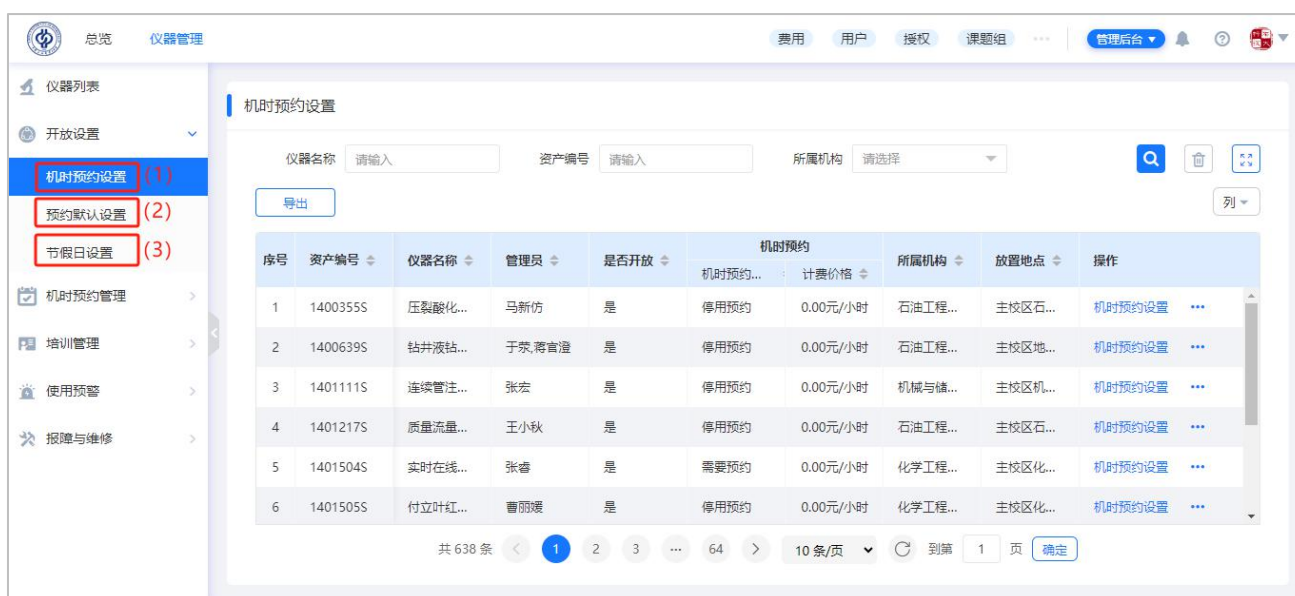 总览 仪器管理 费用 用户 授权 课题组 ··· 管理后台
仪器列表
机时预约设置
开放设置
仪器名称 请输入 资产编号 请输入 所属机构 请选择
机时预约设置 (1)
导出 列
预约默认设置 (2)
节假日设置 (3)
机时预约
序号 资产编号 仪器名称 管理员 是否开放 所属机构 放置地点 操作
机时预约... 计费价格
机时预约管理
1 1400355S 压裂酸化... 马新仿 是 停用预约 0.00元/小时 石油工程... 主校区石... 机时预约设置 ···
培训管理
2 1400639S 钻井液钻... 于荧,蒋官澄 是 停用预约 0.00元/小时 石油工程... 主校区地... 机时预约设置 ···
使用预警
3 1401111S 连续管注... 张宏 是 停用预约 0.00元/小时 机械与储... 主校区机... 机时预约设置 ···
报障与维修
4 1401217S 质量流量... 王小秋 是 停用预约 0.00元/小时 石油工程... 主校区石... 机时预约设置 ···
5 1401504S 实时在线... 张睿 是 需要预约 0.00元/小时 化学工程... 主校区化... 机时预约设置 ···
6 1401505S 付立叶红... 曹丽媛 是 停用预约 0.00元/小时 化学工程... 主校区化... 机时预约设置 ···
共 638 条 < 1 2 3 ... 64 > 10 条/页 到第 1 页 确定